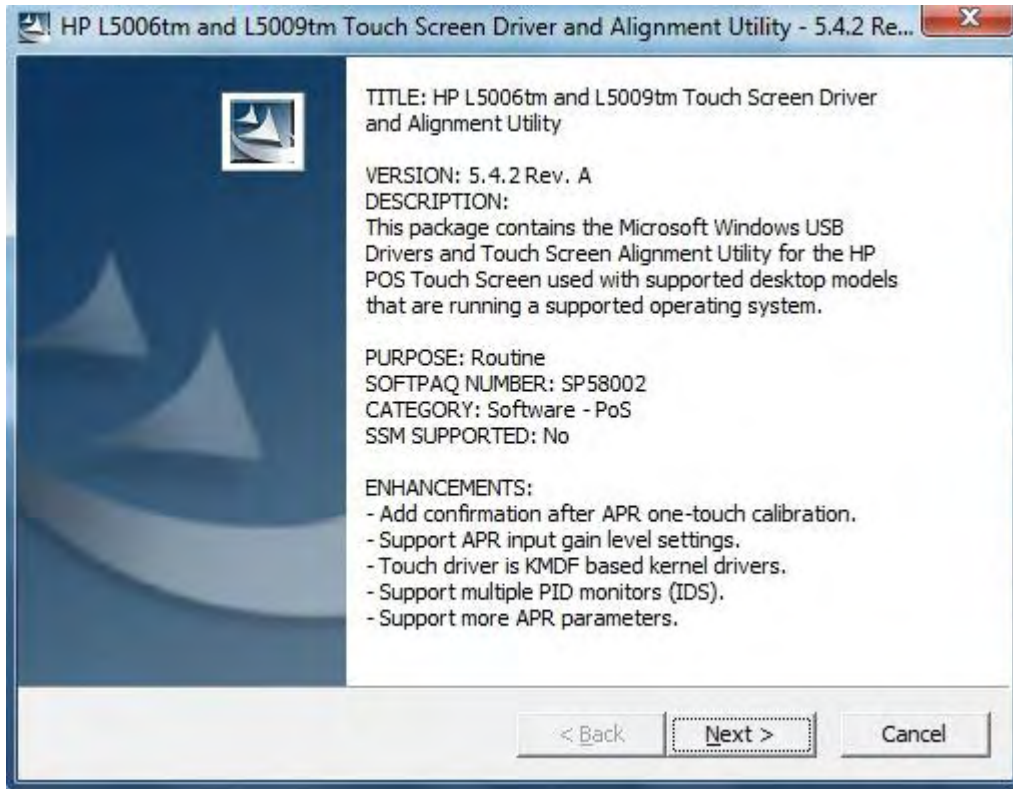 HP L5006tm and L5009tm Touch Screen Driver and Alignment Utility - 5.4.2 Re...
TITLE: HP L5006tm and L5009tm Touch Screen Driver
and Alignment Utility
VERSION: 5.4.2 Rev. A
DESCRIPTION:
This package contains the Microsoft Windows USB
Drivers and Touch Screen Alignment Utility for the HP
POS Touch Screen used with supported desktop models
that are running a supported operating system.
PURPOSE: Routine
SOFTPAQ NUMBER: SP58002
CATEGORY: Software - PoS
SSM SUPPORTED: No
ENHANCEMENTS:
- Add confirmation after APR one-touch calibration.
- Support APR input gain level settings.
- Touch driver is KMDF based kernel drivers.
- Support multiple PID monitors (IDS).
- Support more APR parameters.
< Back Next > Cancel